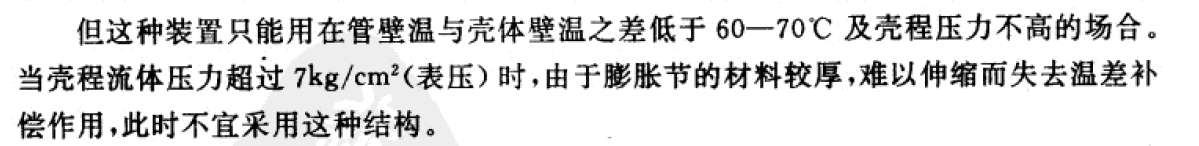 但这种装置只能用在管壁温与壳体壁温之差低于 60—70℃ 及壳程压力不高的场合。
当壳程流体压力超过 7kg/cm²(表压)时,由于膨胀节的材料较厚,难以伸缩而失去温差补
偿作用,此时不宜采用这种结构。